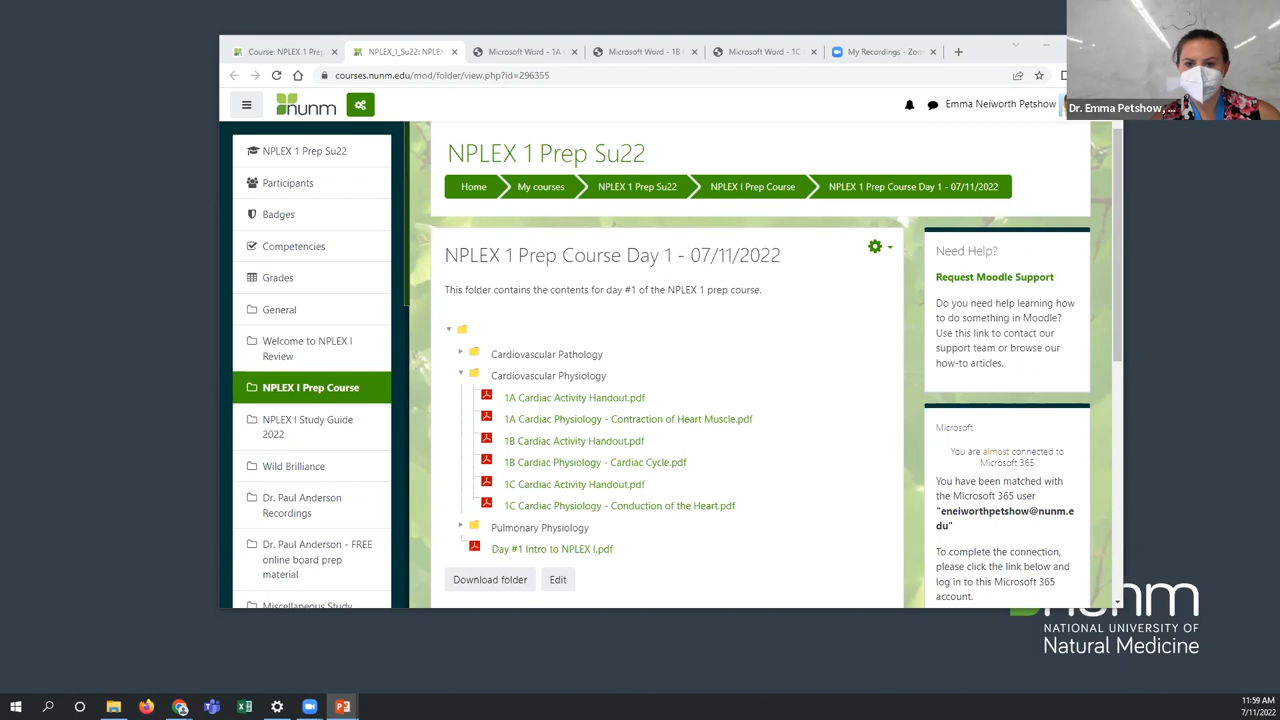 Course: NPLEX 1 Prep
NPLEX_I_Su22: NPLEX
Microsoft Word - 1A
Microsoft Word - 1B
Microsoft Word - 1C
My Recordings - Zoo
courses.nunm.edu/mod/folder/view.php?id=296355
nunm
Emma Neiworth Petshow
Dr. Emma Petshow, ...
NPLEX 1 Prep Su22
Participants
Badges
Competencies
Grades
General
Welcome to NPLEX I
Review
NPLEX I Prep Course
NPLEX I Study Guide
2022
Wild Brilliance
Dr. Paul Anderson
Recordings
Dr. Paul Anderson - FREE
online board prep
material
Miscellaneous Study
NPLEX 1 Prep Su22
Home
My courses
NPLEX 1 Prep Su22
NPLEX I Prep Course
NPLEX 1 Prep Course Day 1 - 07/11/2022
NPLEX 1 Prep Course Day 1 - 07/11/2022
This folder contains the contents for day #1 of the NPLEX 1 prep course.
Cardiovascular Pathology
Cardiovascular Physiology
1A Cardiac Activity Handout.pdf
1A Cardiac Physiology - Contraction of Heart Muscle.pdf
1B Cardiac Activity Handout.pdf
1B Cardiac Physiology - Cardiac Cycle.pdf
1C Cardiac Activity Handout.pdf
1C Cardiac Physiology - Conduction of the Heart.pdf
Pulmonary Physiology
Day #1 Intro to NPLEX I.pdf
Download folder
Edit
Need Help?
Request Moodle Support
Do you need help learning how
to do something in Moodle?
Use this link to contact our
support team or browse our
how-to articles.
Microsoft
You are almost connected to
Microsoft 365
You have been matched with
the Microsoft 365 user
"eneiworthpetshow@nunm.e
du"
To complete the connection,
please click the link below and
log in to this Microsoft 365
account.
nunm
NATIONAL UNIVERSITY OF
Natural Medicine
11:59 AM
7/11/2022